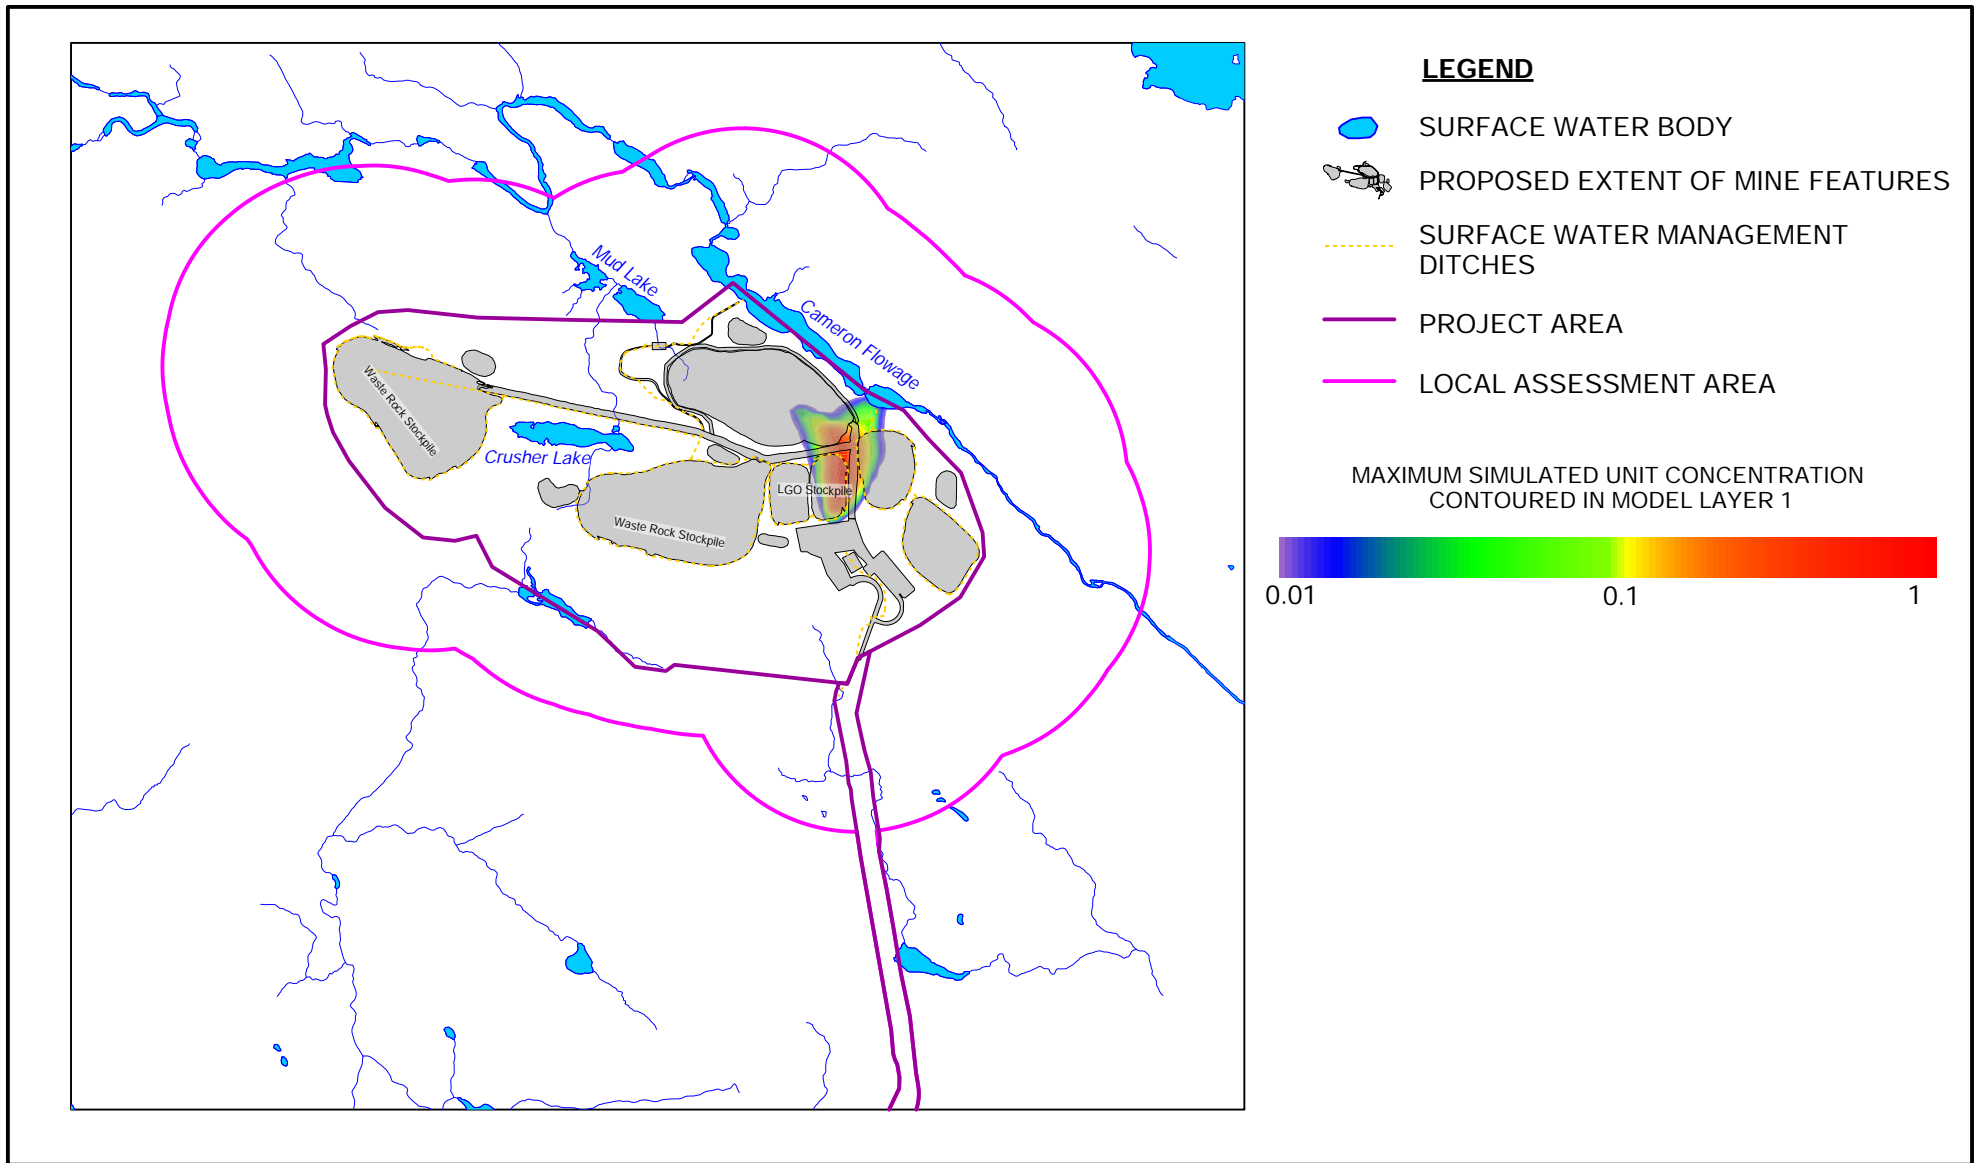 Mud Lake
Cameron Flowage
Waste Rock Stockpile
Crusher Lake
LGO Stockpile
Waste Rock Stockpile
LEGEND
SURFACE WATER BODY
PROPOSED EXTENT OF MINE FEATURES
SURFACE WATER MANAGEMENT
DITCHES
PROJECT AREA
LOCAL ASSESSMENT AREA
MAXIMUM SIMULATED UNIT CONCENTRATION
CONTOURED IN MODEL LAYER 1
0.01 0.1 1